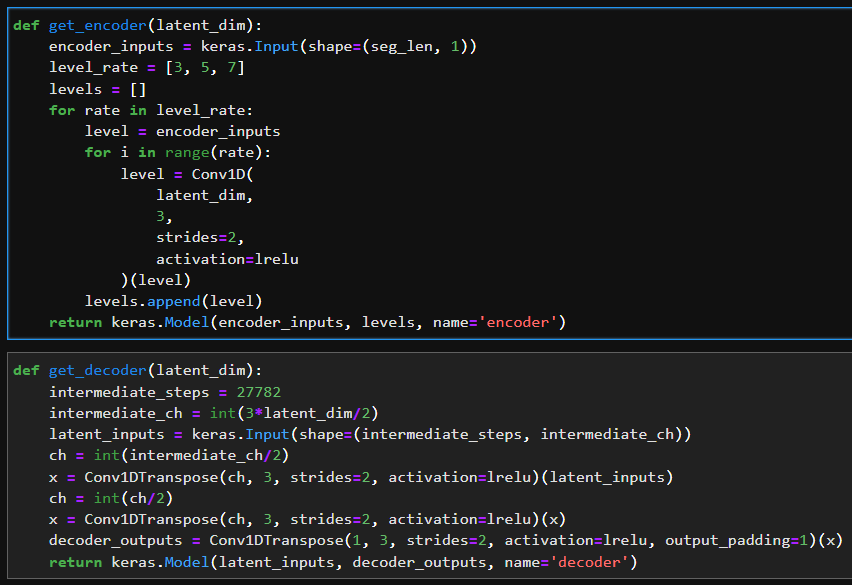 def get_encoder(latent_dim):
    encoder_inputs = keras.Input(shape=(seg_len, 1))
    level_rate = [3, 5, 7]
    levels = []
    for rate in level_rate:
        level = encoder_inputs
        for i in range(rate):
            level = Conv1D(
                latent_dim,
                3,
                strides=2,
                activation=lrelu
            )(level)
        levels.append(level)
    return keras.Model(encoder_inputs, levels, name='encoder')
def get_decoder(latent_dim):
    intermediate_steps = 27782
    intermediate_ch = int(3*latent_dim/2)
    latent_inputs = keras.Input(shape=(intermediate_steps, intermediate_ch))
    ch = int(intermediate_ch/2)
    x = Conv1DTranspose(ch, 3, strides=2, activation=lrelu)(latent_inputs)
    ch = int(ch/2)
    x = Conv1DTranspose(ch, 3, strides=2, activation=lrelu)(x)
    decoder_outputs = Conv1DTranspose(1, 3, strides=2, activation=lrelu, output_padding=1)(x)
    return keras.Model(latent_inputs, decoder_outputs, name='decoder')